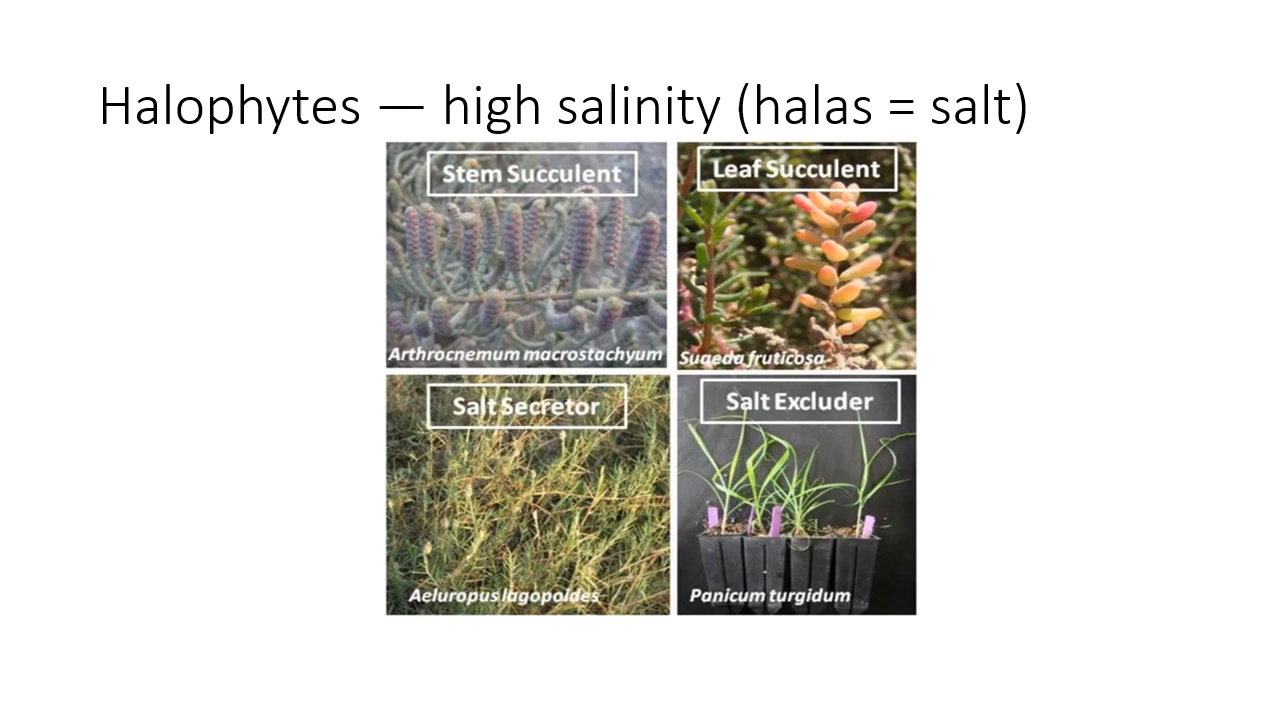 Halophytes — high salinity (halas = salt)
Stem Succulent
Leaf Succulent
Arthrocnemum macrostachyum
Suaeda fruticosa
Salt Secretor
Salt Excluder
Aeluropus lagopoides
Panicum turgidum